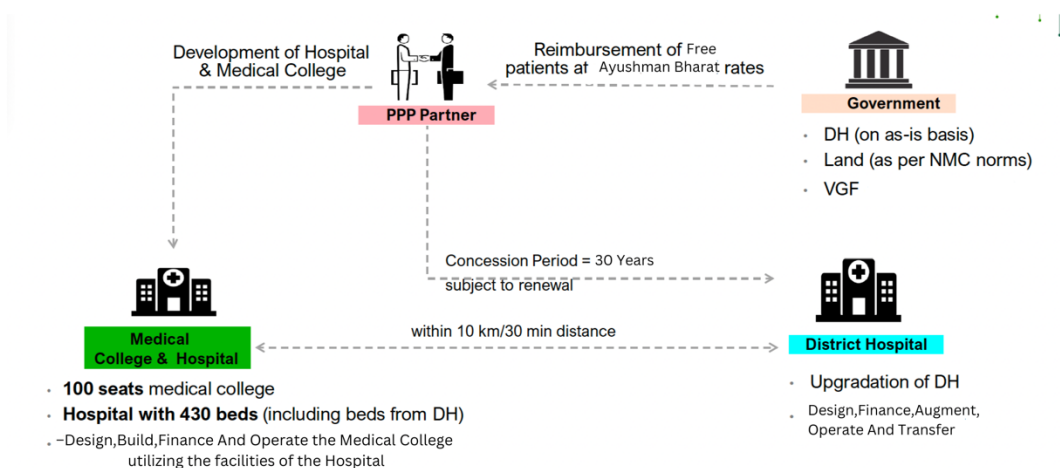 Development of Hospital
& Medical College
PPP Partner
Reimbursement of Free
patients at Ayushman Bharat rates
Government
· DH (on as-is basis)
· Land (as per NMC norms)
· VGF
Concession Period = 30 Years
subject to renewal
within 10 km/30 min distance
Medical
College & Hospital
· 100 seats medical college
· Hospital with 430 beds (including beds from DH)
· –Design,Build,Finance And Operate the Medical College
utilizing the facilities of the Hospital
District Hospital
· Upgradation of DH
· Design,Finance,Augment,
Operate And Transfer